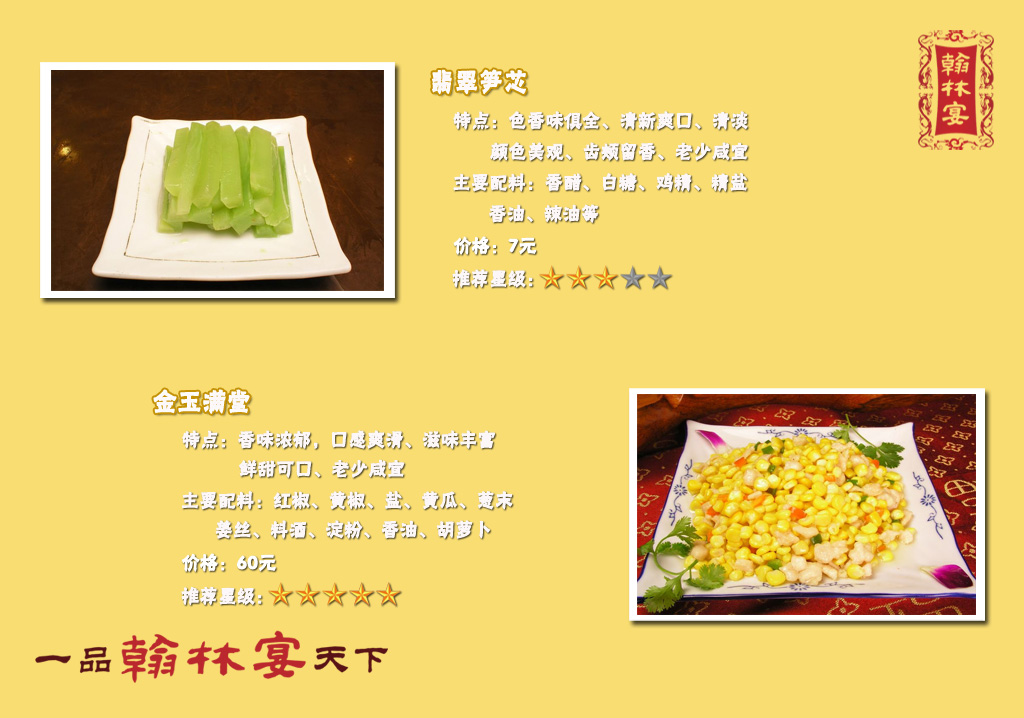 翰林宴
翡翠笋芯
特点：色香味俱全、清新爽口、清淡
颜色美观、齿颊留香、老少咸宜
主要配料：香醋、白糖、鸡精、精盐
香油、辣油等
价格：7元
推荐星级：
金玉满堂
特点：香味浓郁，口感爽滑、滋味丰富
鲜甜可口、老少咸宜
主要配料：红椒、黄椒、盐、黄瓜、葱末
姜丝、料酒、淀粉、香油、胡萝卜
价格：60元
推荐星级：
一品翰林宴天下